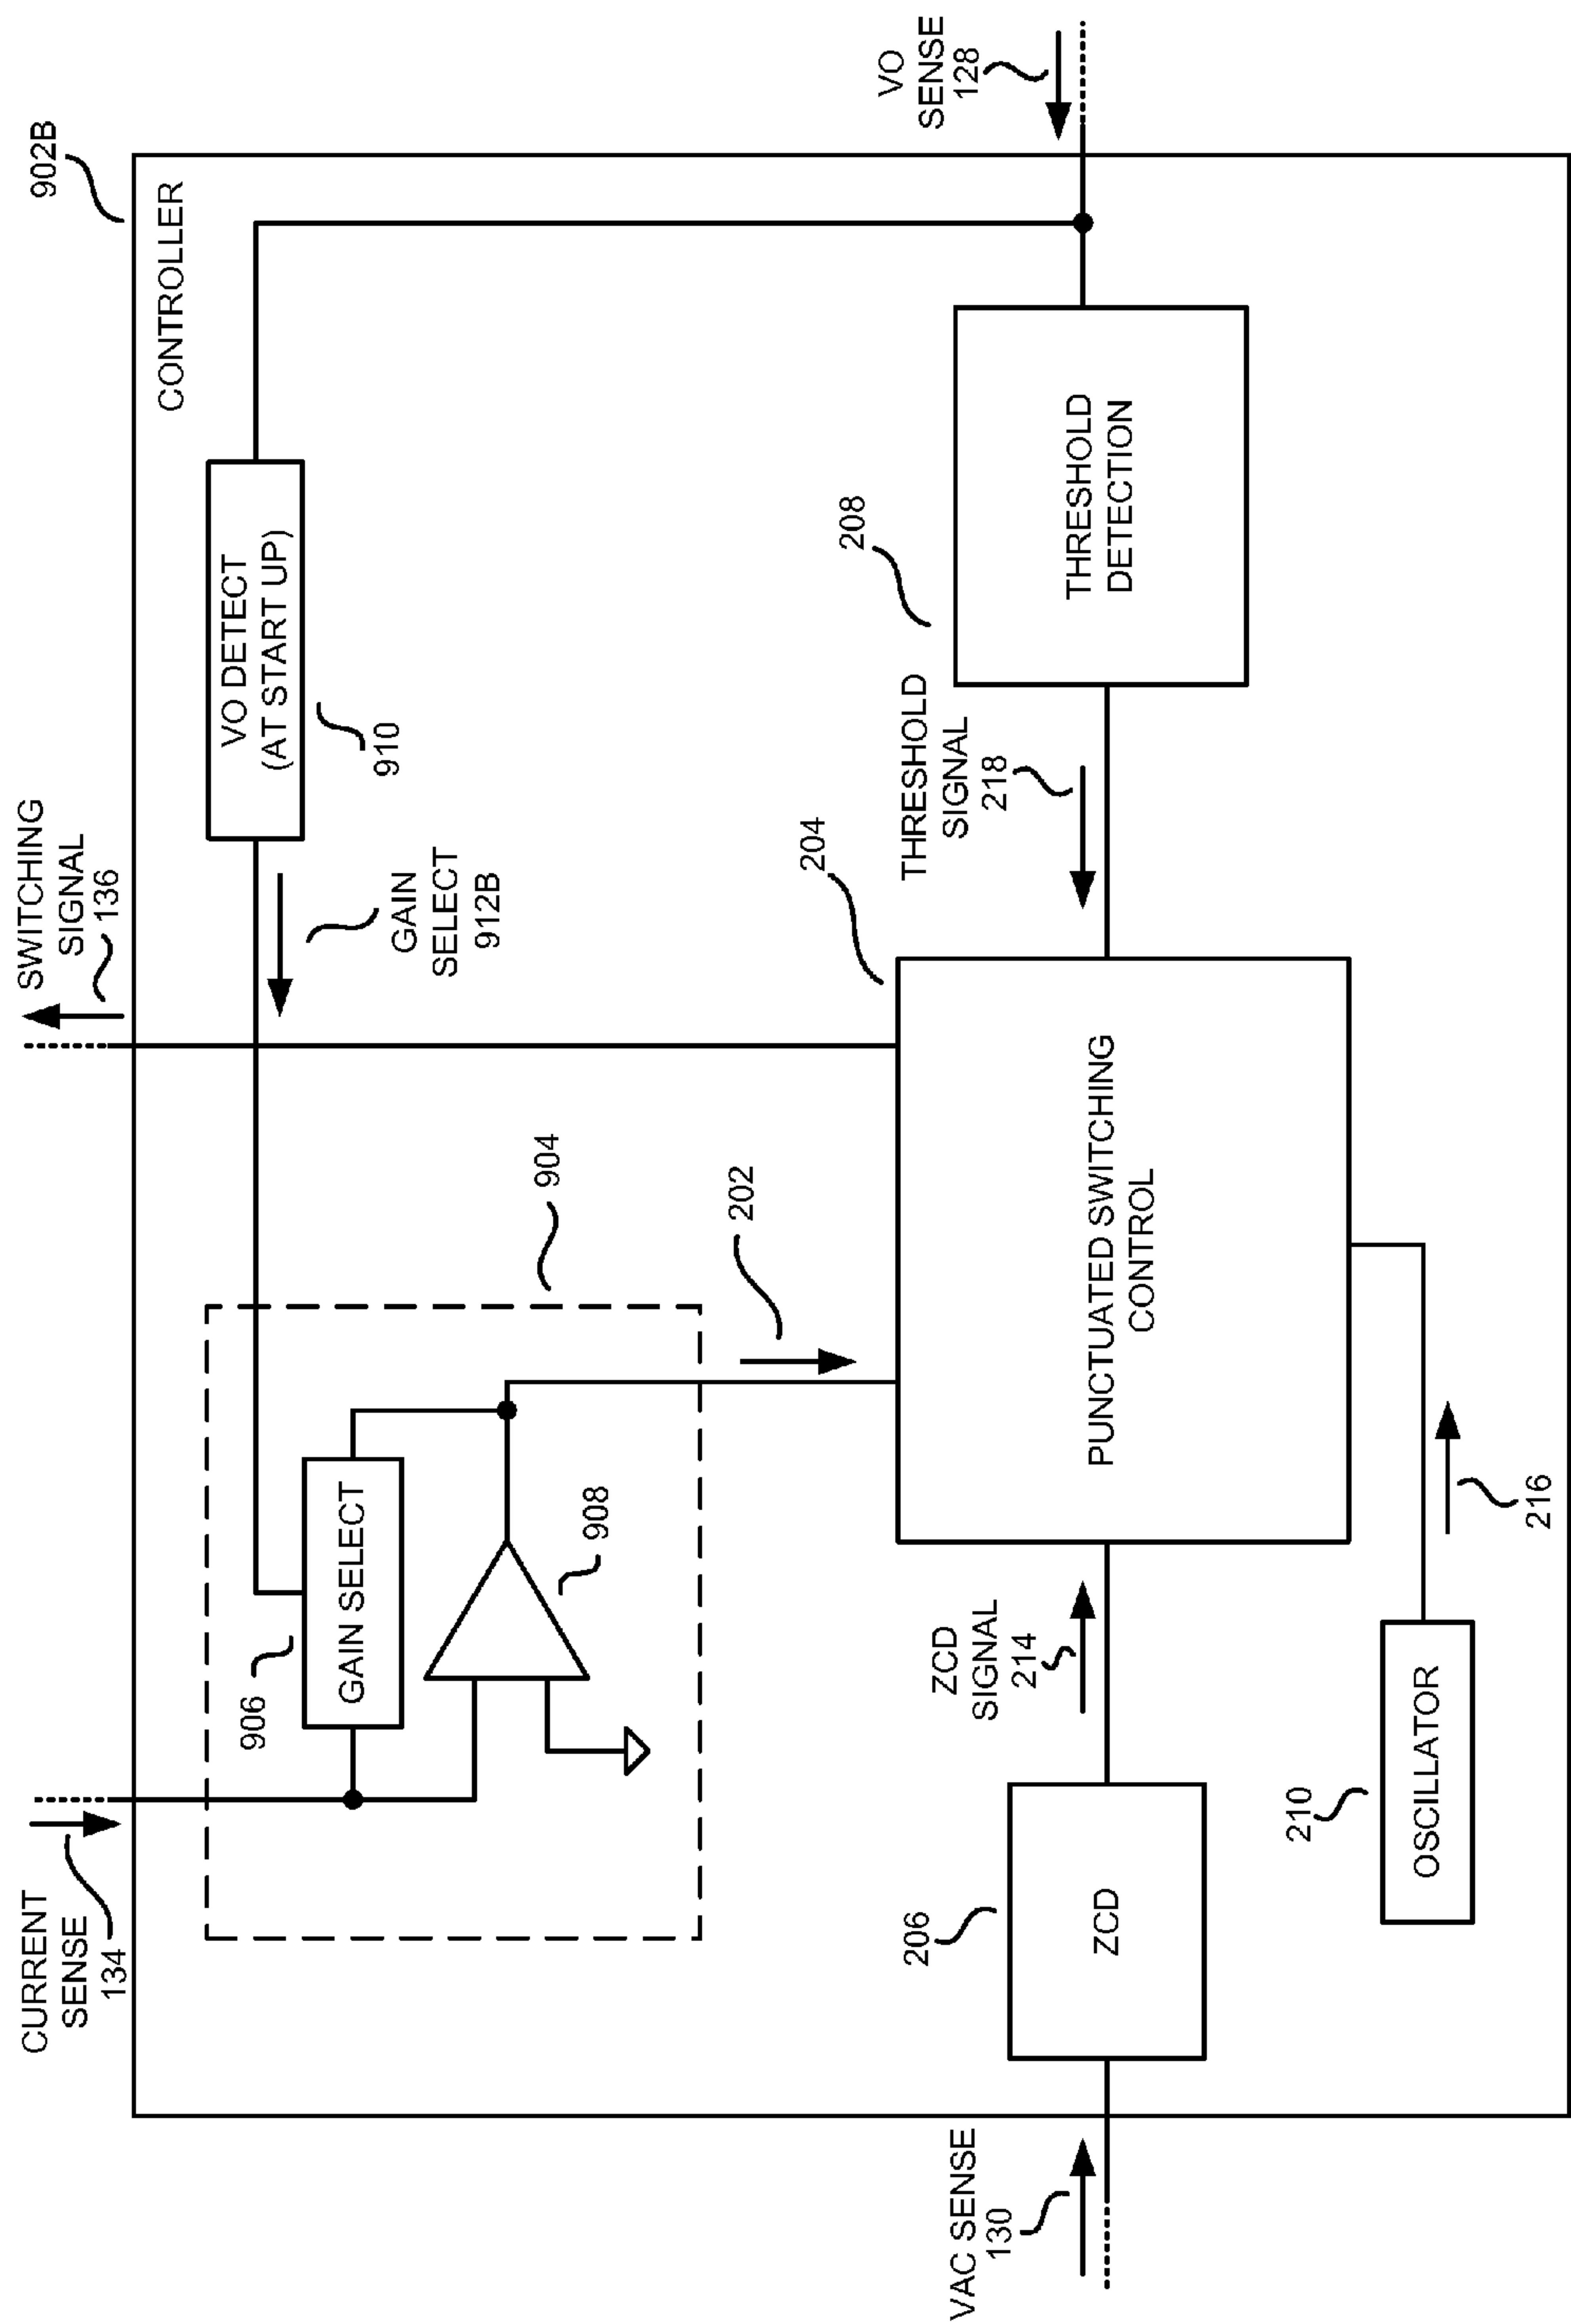 902B
CONTROLLER
CURRENT
SENSE
134
SWITCHING
SIGNAL
136
VO DETECT
(AT START UP)
910
GAIN
SELECT
912B
904
906
GAIN SELECT
908
202
VO
SENSE
128
VAC SENSE
130
206
ZCD
ZCD
SIGNAL
214
204
PUNCTUATED SWITCHING
CONTROL
THRESHOLD
SIGNAL
218
208
THRESHOLD
DETECTION
210
OSCILLATOR
216